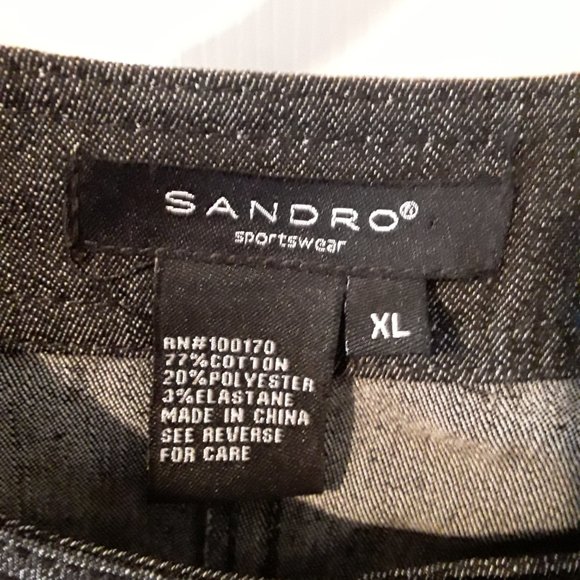 SANDRO®
sportswear
XL
RN#100170
77%COTTON
20%POLYESTER
3%ELASTANE
MADE IN CHINA
SEE REVERSE
FOR CARE